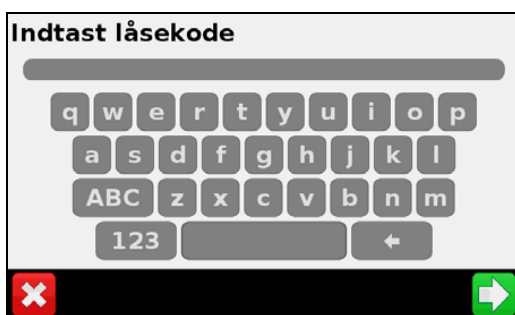 Indtast låsekode
q w e r t y u i o p
a s d f g h j k l
ABC z x c v b n m
123